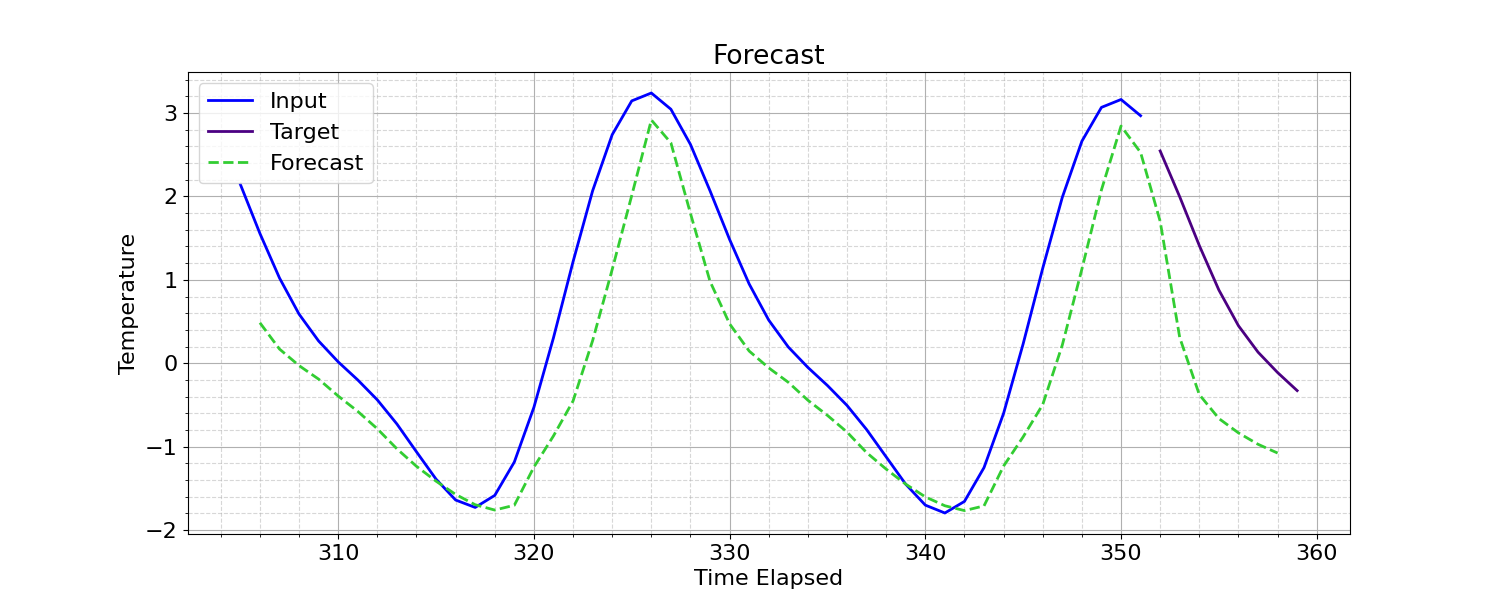 Forecast
Input
Target
Forecast
Temperature
3
2
1
0
−1
−2
310 320 330 340 350 360
Time Elapsed